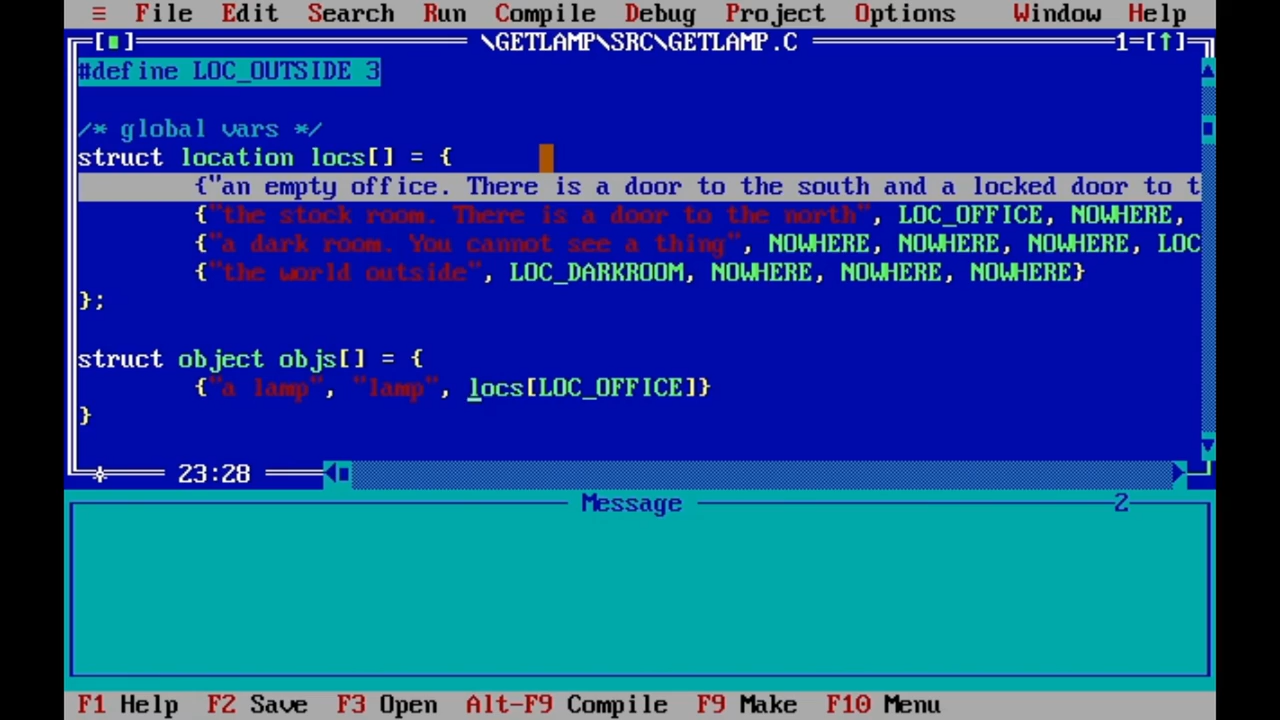 ≡ File Edit Search Run Compile Debug Project Options Window Help
[■] \GETLAMP\SRC\GETLAMP.C 1=[↑]
#define LOC_OUTSIDE 3
/* global vars */
struct location locs[] = {
{"an empty office. There is a door to the south and a locked door to t
{"the stock room. There is a door to the north", LOC_OFFICE, NOWHERE,
{"a dark room. You cannot see a thing", NOWHERE, NOWHERE, NOWHERE, LOC
{"the world outside", LOC_DARKROOM, NOWHERE, NOWHERE, NOWHERE}
};
struct object objs[] = {
{"a lamp", "lamp", locs[LOC_OFFICE]}
}
23:28
Message 2
F1 Help F2 Save F3 Open Alt-F9 Compile F9 Make F10 Menu